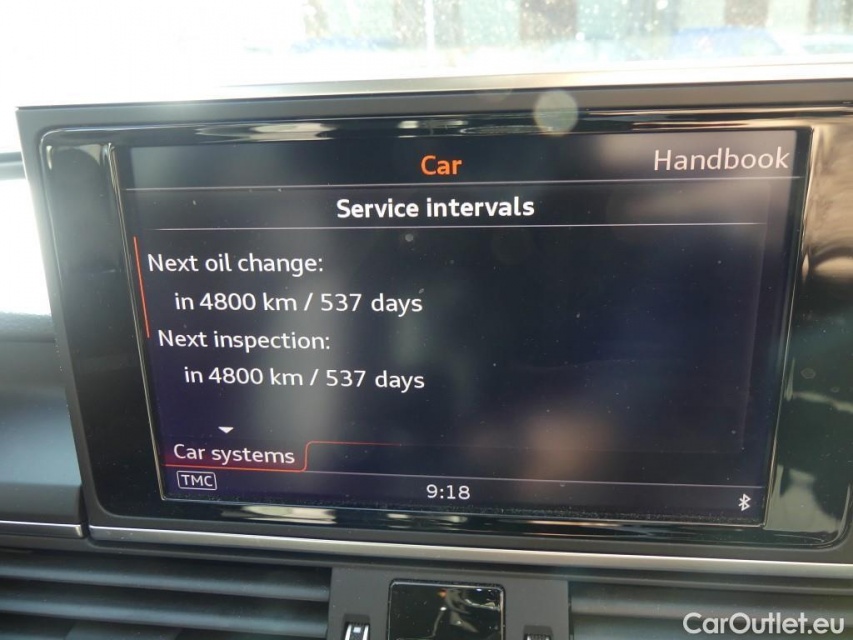 Car
Handbook
Service intervals
Next oil change:
in 4800 km / 537 days
Next inspection:
in 4800 km / 537 days
Car systems
TMC
9:18
CarOutlet.eu